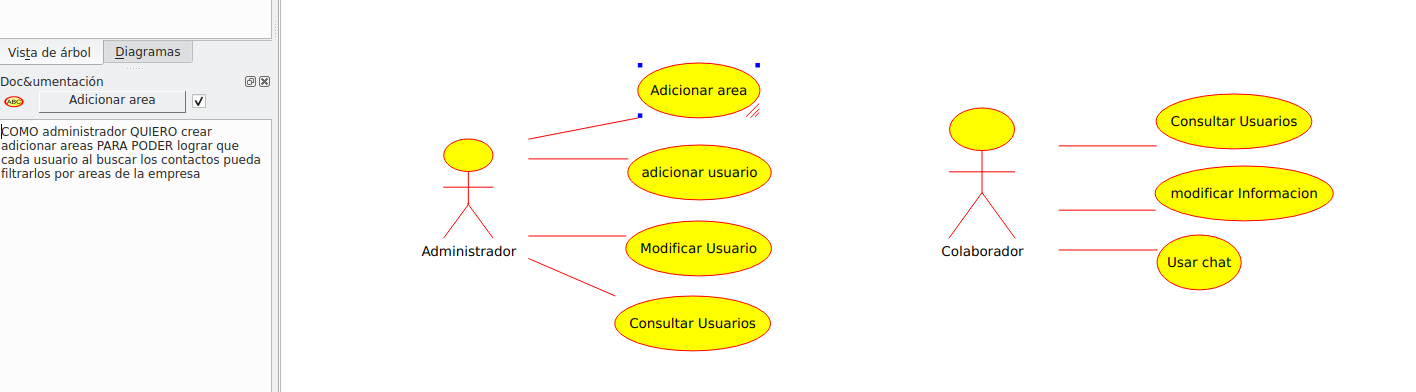 Vista de árbol
Diagramas
Doc&umentación
ABC
Adicionar area
COMO administrador QUIERO crear
adicionar areas PARA PODER lograr que
cada usuario al buscar los contactos pueda
filtrarlos por areas de la empresa
Adicionar area
adicionar usuario
Modificar Usuario
Consultar Usuarios
Administrador
Consultar Usuarios
modificar Informacion
Usar chat
Colaborador